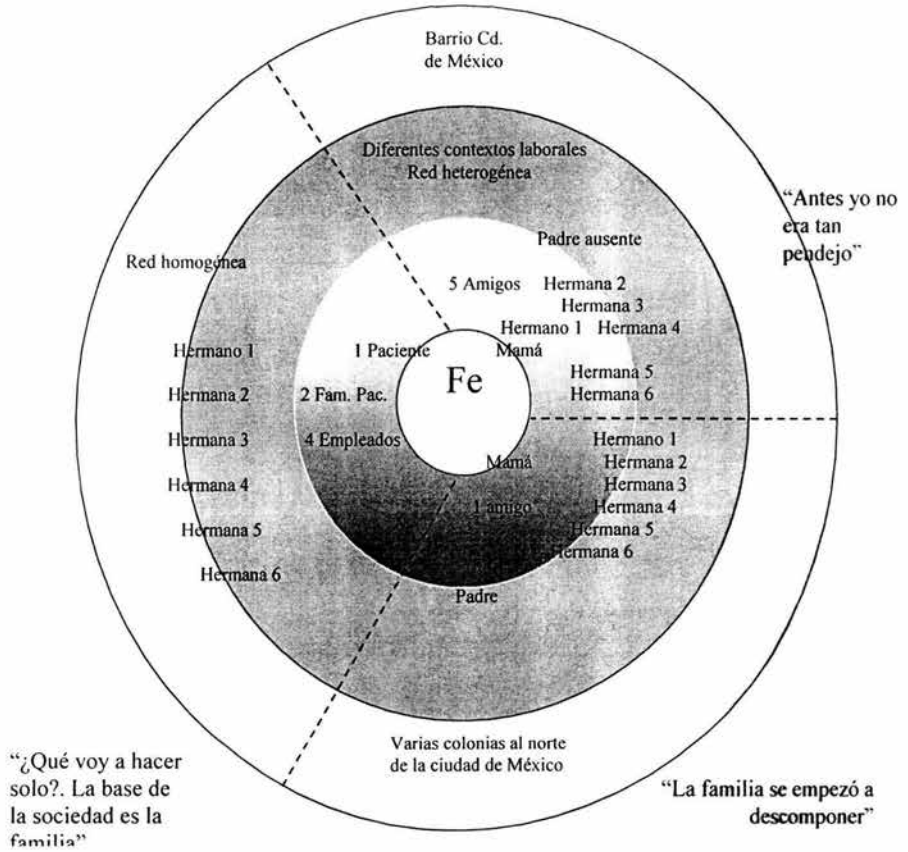 Barrio Cd.
de México
Diferentes contextos laborales
Red heterogénea
“Antes yo no
era tan
pendejo”
Padre ausente
Red homogénea
5 Amigos
Hermana 2
Hermana 3
Hermano 1
Hermana 4
Hermano 1
1 Paciente
Mamá
Fe
Hermana 5
Hermana 2
2 Fam. Pac.
Hermana 6
Hermana 3
4 Empleados
Hermano 1
Mamá
Hermana 2
Hermana 4
Hermana 3
1 amigo
Hermana 4
Hermana 5
Hermana 5
Hermana 6
Hermana 6
Padre
Varias colonias al norte
de la ciudad de México
“¿Qué voy a hacer
solo?. La base de
la sociedad es la
familia”
“La familia se empezó a
descomponer”